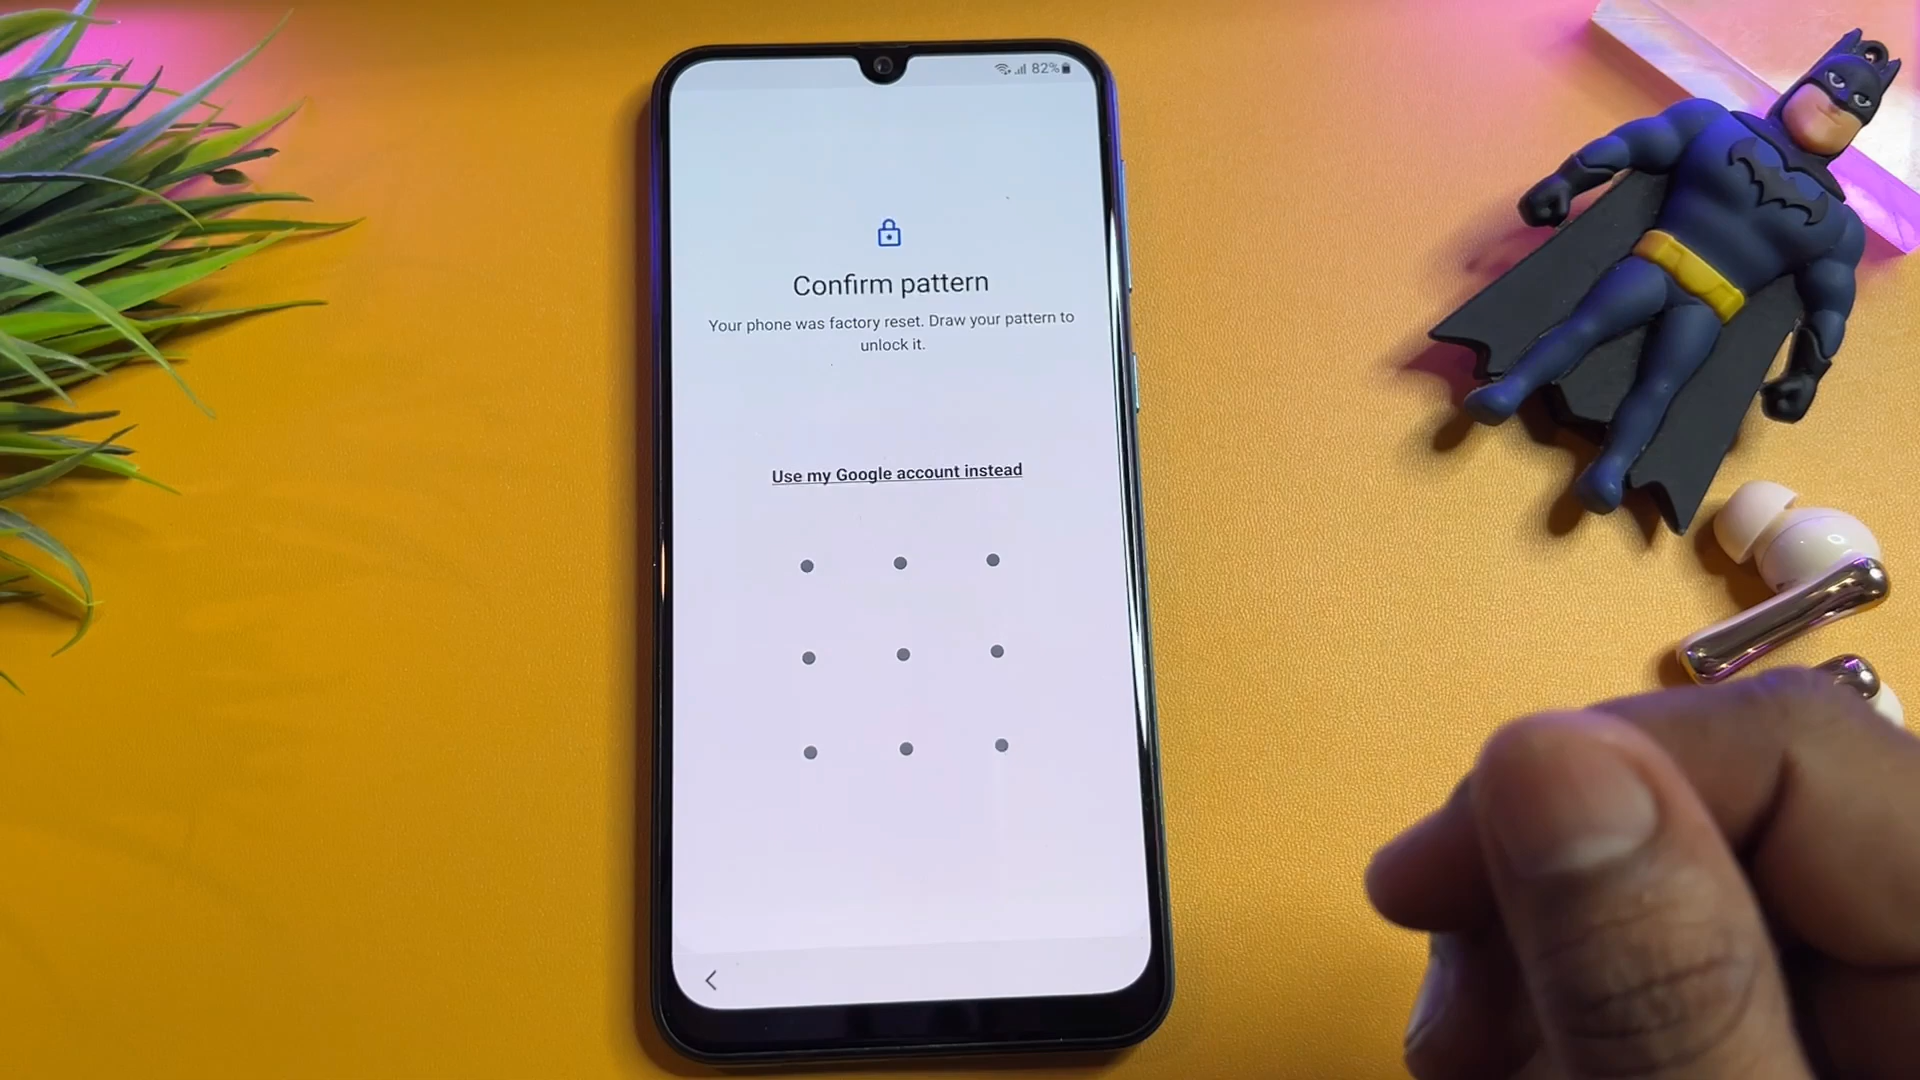 82%
Confirm pattern
Your phone was factory reset. Draw your pattern to
unlock it.
Use my Google account instead